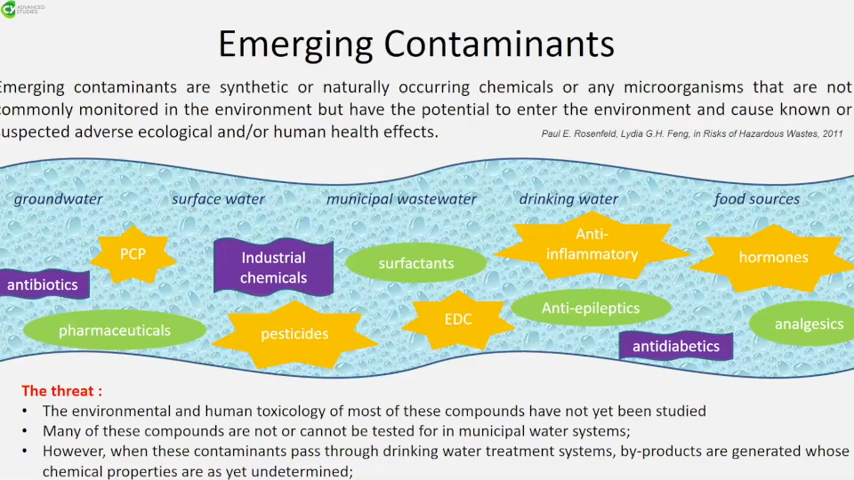 ADVANCED
STUDIES
Emerging Contaminants
Emerging contaminants are synthetic or naturally occurring chemicals or any microorganisms that are not
commonly monitored in the environment but have the potential to enter the environment and cause known or
suspected adverse ecological and/or human health effects.
Paul E. Rosenfeld, Lydia G.H. Feng, in Risks of Hazardous Wastes, 2011
groundwater surface water municipal wastewater drinking water food sources
PCP
Industrial
chemicals
surfactants
Anti-
inflammatory
hormones
antibiotics
pharmaceuticals
pesticides
EDC
Anti-epileptics
antidiabetics
analgesics
The threat :
• The environmental and human toxicology of most of these compounds have not yet been studied
• Many of these compounds are not or cannot be tested for in municipal water systems;
• However, when these contaminants pass through drinking water treatment systems, by-products are generated whose
chemical properties are as yet undetermined;